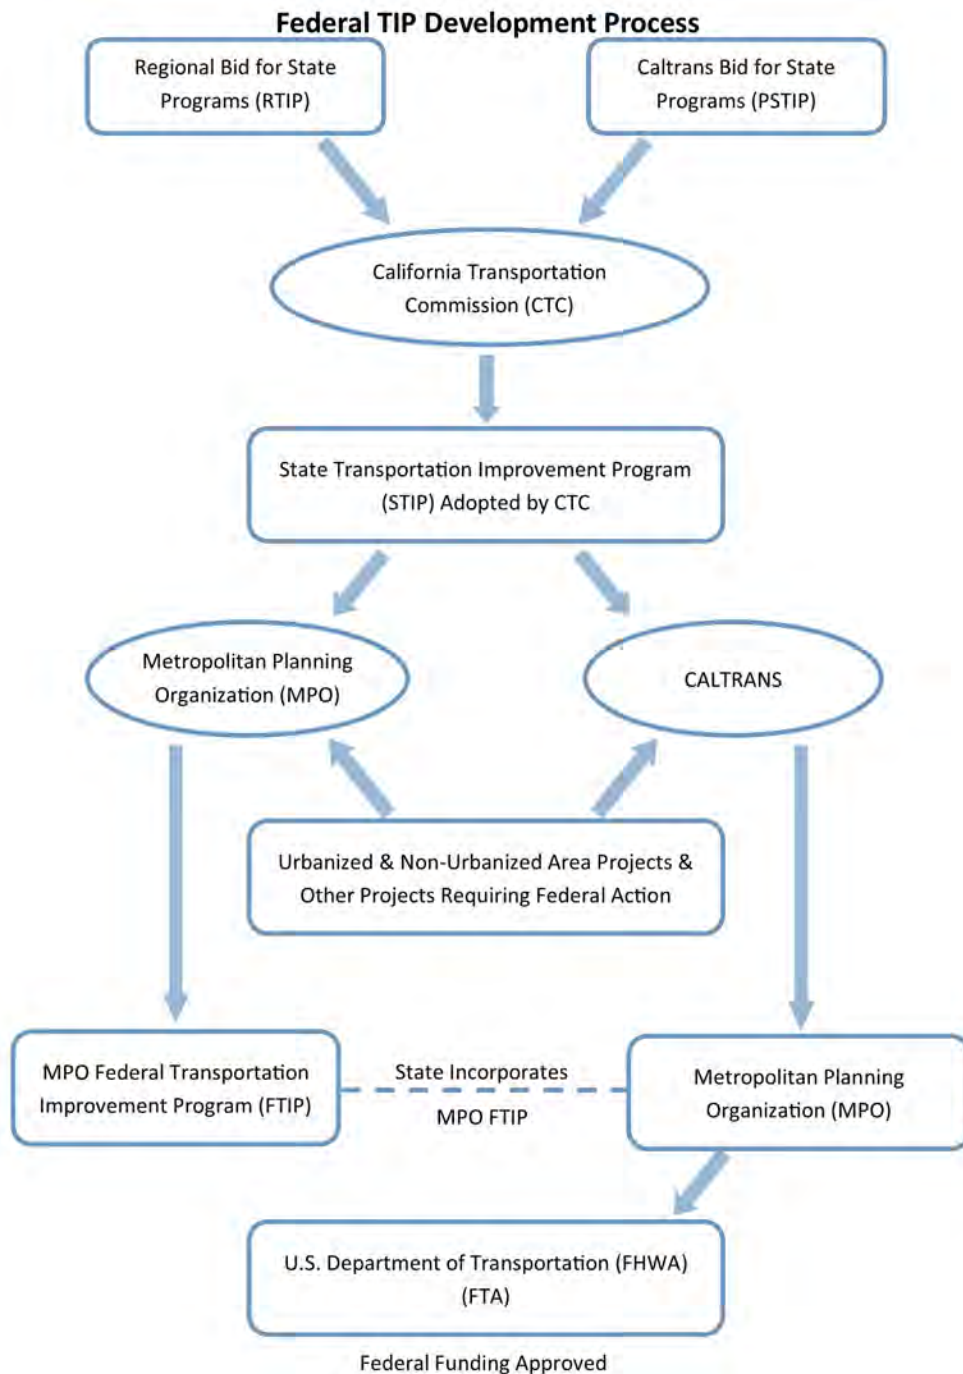 Federal TIP Development Process
Regional Bid for State
Programs (RTIP)
Caltrans Bid for State
Programs (PSTIP)
California Transportation
Commission (CTC)
State Transportation Improvement Program
(STIP) Adopted by CTC
Metropolitan Planning
Organization (MPO)
CALTRANS
Urbanized & Non-Urbanized Area Projects &
Other Projects Requiring Federal Action
MPO Federal Transportation
Improvement Program (FTIP)
State Incorporates
MPO FTIP
Metropolitan Planning
Organization (MPO)
U.S. Department of Transportation (FHWA)
(FTA)
Federal Funding Approved